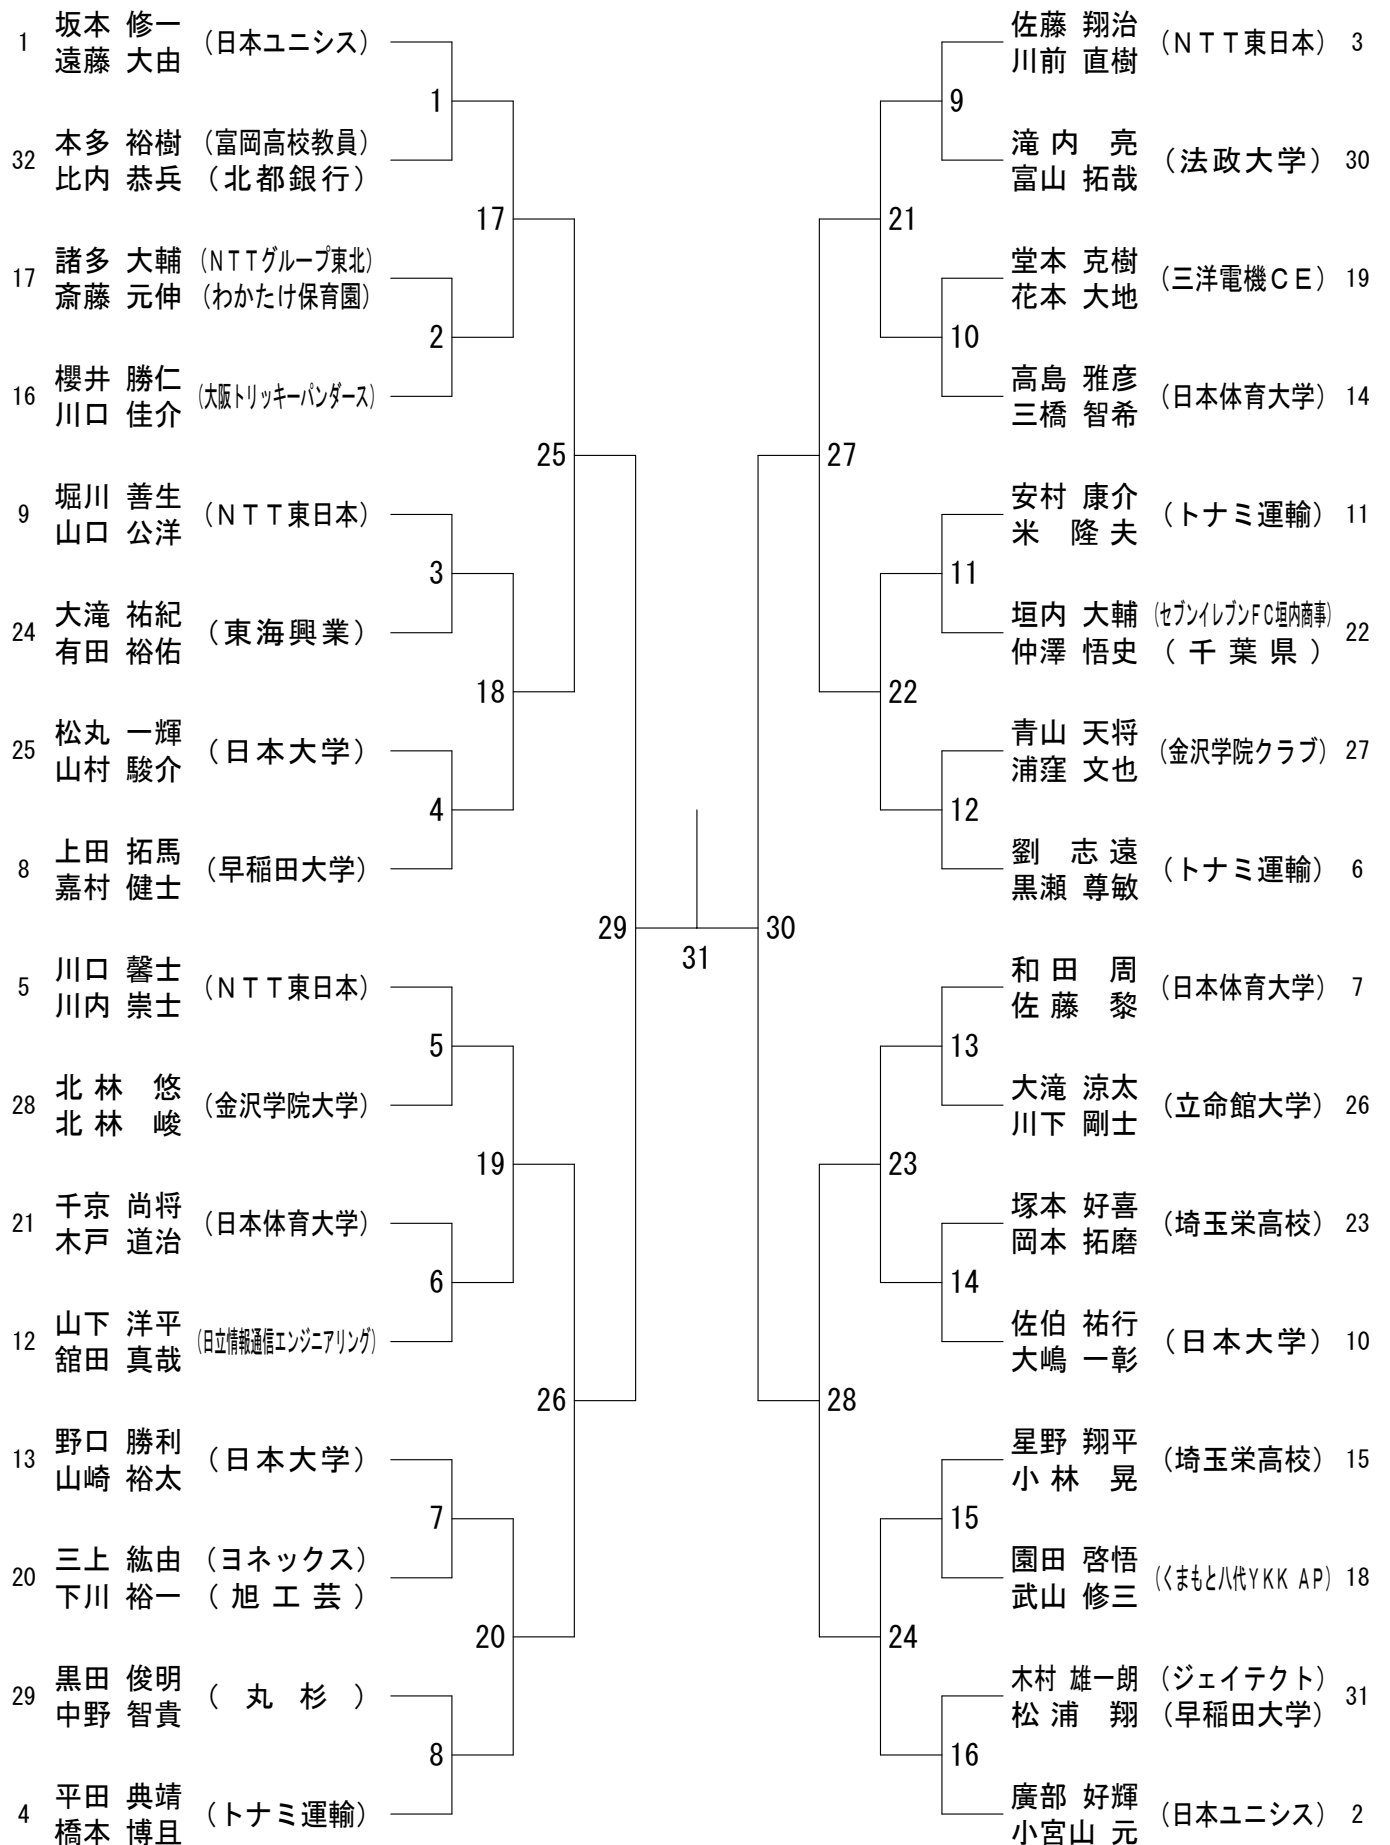 1 坂本 修一 (日本ユニシス)
遠藤 大由
1
32 本多 裕樹 (富岡高校教員)
比内 恭兵 (北都銀行)
17
17 諸多 大輔 (NTTグループ東北)
斎藤 元伸 (わかたけ保育園)
2
16 櫻井 勝仁 (大阪トリッキーパンダース)
川口 佳介
25
9 堀川 善生 (NTT東日本)
山口 公洋
3
24 大滝 祐紀 (東海興業)
有田 裕佑
18
25 松丸 一輝 (日本大学)
山村 駿介
4
8 上田 拓馬 (早稲田大学)
嘉村 健士
29
5 川口 馨士 (NTT東日本)
川内 崇士
5
28 北林 悠 (金沢学院大学)
北林 峻
19
21 千京 尚将 (日本体育大学)
木戸 道治
6
12 山下 洋平 (日立情報通信エンジニアリング)
舘田 真哉
26
13 野口 勝利 (日本大学)
山崎 裕太
7
20 三上 紘由 (ヨネックス)
下川 裕一 (旭工芸)
20
29 黒田 俊明 (丸杉)
中野 智貴
8
4 平田 典靖 (トナミ運輸)
橋本 博且
31
佐藤 翔治 (NTT東日本) 3
川前 直樹
9
滝内 亮 (法政大学) 30
富山 拓哉
21
堂本 克樹 (三洋電機CE) 19
花本 大地
10
高島 雅彦 (日本体育大学) 14
三橋 智希
27
安村 康介 (トナミ運輸) 11
米 隆夫
11
垣内 大輔 (セブンイレブンFC垣内商事) 22
仲澤 悟史 (千葉県)
22
青山 天将 (金沢学院クラブ) 27
浦窪 文也
12
劉 志遠 (トナミ運輸) 6
黒瀬 尊敏
30
和田 周 (日本体育大学) 7
佐藤 黎
13
大滝 涼太 (立命館大学) 26
川下 剛士
23
塚本 好喜 (埼玉栄高校) 23
岡本 拓磨
14
佐伯 祐行 (日本大学) 10
大嶋 一彰
28
星野 翔平 (埼玉栄高校) 15
小林 晃
15
園田 啓悟 (くまもと八代YKK AP) 18
武山 修三
24
木村 雄一朗 (ジェイテクト) 31
松浦 翔 (早稲田大学)
16
廣部 好輝 (日本ユニシス) 2
小宮山 元